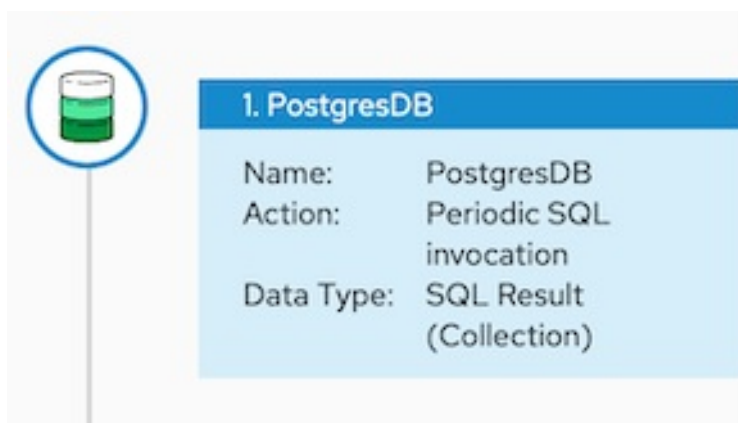 1. PostgresDB
Name: PostgresDB
Action: Periodic SQL
invocation
Data Type: SQL Result
(Collection)